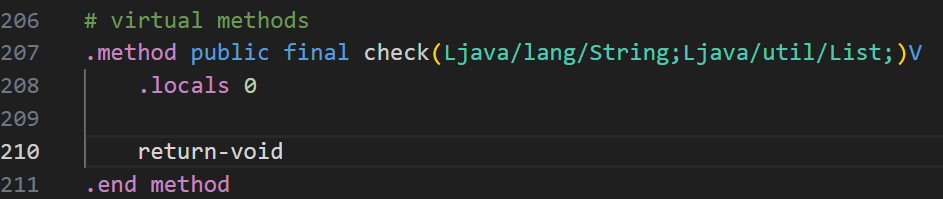 206 # virtual methods
207 .method public final check(Ljava/lang/String;Ljava/util/List;)V
208 .locals 0
209
210 return-void
211 .end method